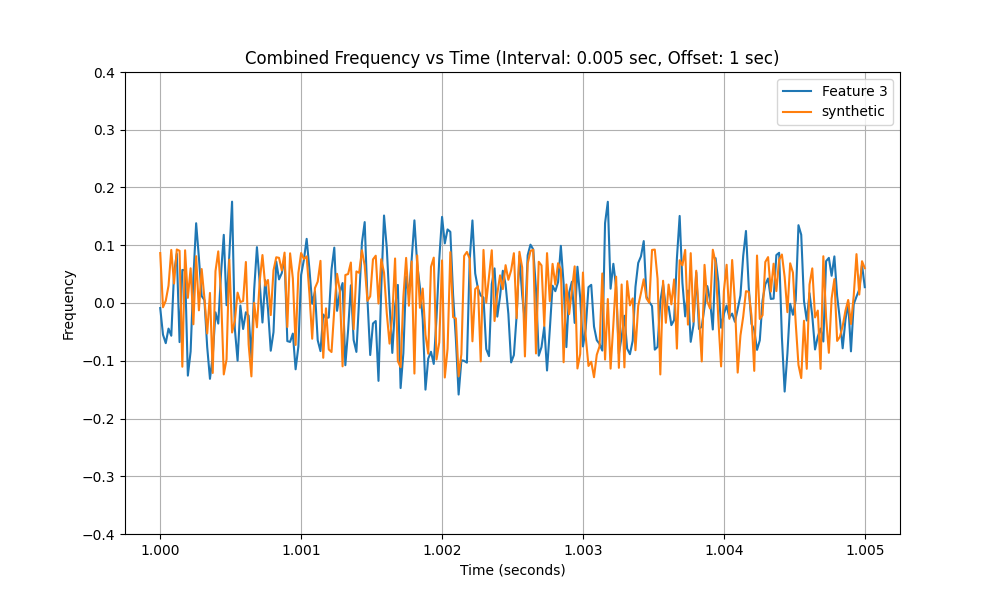 Combined Frequency vs Time (Interval: 0.005 sec, Offset: 1 sec)
Feature 3
synthetic
Frequency
0.4
0.3
0.2
0.1
0.0
−0.1
−0.2
−0.3
−0.4
1.000 1.001 1.002 1.003 1.004 1.005
Time (seconds)